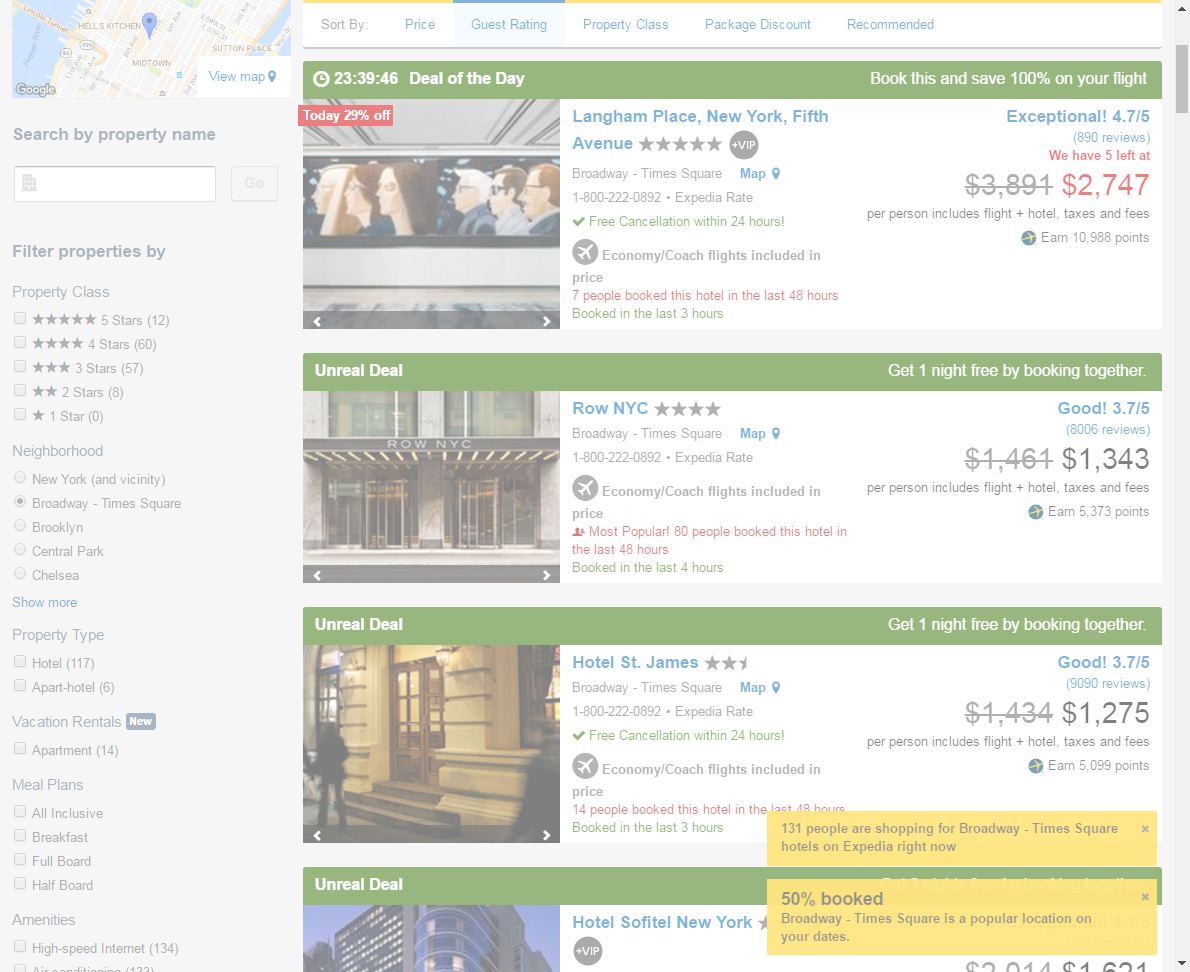 Lincoln Tunnel
HELL'S KITCHEN
495
9A
SUTTON PLACE
MIDTOWN
Google
View map
Search by property name
Go
Filter properties by
Property Class
5 Stars (12)
4 Stars (60)
3 Stars (57)
2 Stars (8)
1 Star (0)
Neighborhood
New York (and vicinity)
Broadway - Times Square
Brooklyn
Central Park
Chelsea
Show more
Property Type
Hotel (117)
Apart-hotel (6)
Vacation Rentals New
Apartment (14)
Meal Plans
All Inclusive
Breakfast
Full Board
Half Board
Amenities
High-speed Internet (134)
Air conditioning (133)
Sort By: Price Guest Rating Property Class Package Discount Recommended
23:39:46 Deal of the Day Book this and save 100% on your flight
Today 29% off
Langham Place, New York, Fifth
Avenue +VIP
Broadway - Times Square Map
1-800-222-0892 • Expedia Rate
Free Cancellation within 24 hours!
Economy/Coach flights included in
price
7 people booked this hotel in the last 48 hours
Booked in the last 3 hours
Exceptional! 4.7/5
(890 reviews)
We have 5 left at
$3,891 $2,747
per person includes flight + hotel, taxes and fees
Earn 10,988 points
Unreal Deal Get 1 night free by booking together.
ROW NYC
Row NYC
Broadway - Times Square Map
1-800-222-0892 • Expedia Rate
Economy/Coach flights included in
price
Most Popular! 80 people booked this hotel in
the last 48 hours
Booked in the last 4 hours
Good! 3.7/5
(8006 reviews)
$1,461 $1,343
per person includes flight + hotel, taxes and fees
Earn 5,373 points
Unreal Deal Get 1 night free by booking together.
Hotel St. James
Broadway - Times Square Map
1-800-222-0892 • Expedia Rate
Free Cancellation within 24 hours!
Economy/Coach flights included in
price
14 people booked this hotel in the last 48 hours
Booked in the last 3 hours
Good! 3.7/5
(9090 reviews)
$1,434 $1,275
per person includes flight + hotel, taxes and fees
Earn 5,099 points
131 people are shopping for Broadway - Times Square
hotels on Expedia right now
Unreal Deal Get 2 nights free by booking together.
Hotel Sofitel New York
+VIP
4.7/5
50% booked
Broadway - Times Square is a popular location on
your dates.
$2,014 $1,621